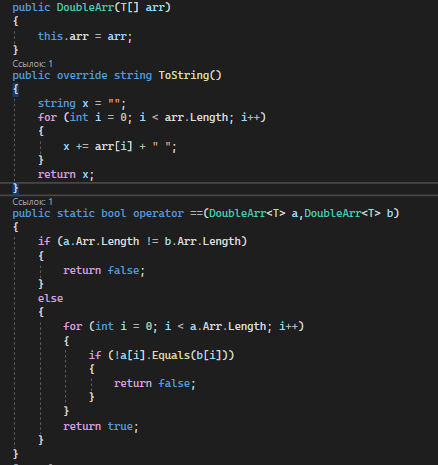 public DoubleArr(T[] arr)
{
this.arr = arr;
}
Ссылок: 1
public override string ToString()
{
string x = "";
for (int i = 0; i < arr.Length; i++)
{
x += arr[i] + " ";
}
return x;
}
Ссылок: 1
public static bool operator ==(DoubleArr<T> a,DoubleArr<T> b)
{
if (a.Arr.Length != b.Arr.Length)
{
return false;
}
else
{
for (int i = 0; i < a.Arr.Length; i++)
{
if (!a[i].Equals(b[i]))
{
return false;
}
}
return true;
}
}